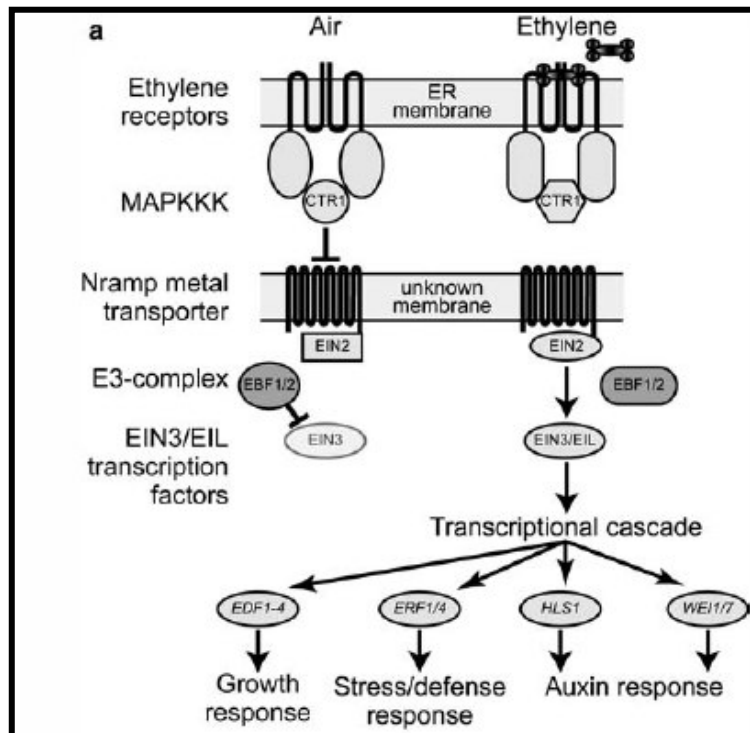 a
Air
Ethylene
Ethylene
receptors
ER
membrane
MAPKKK
CTR1
CTR1
Nramp metal
transporter
unknown
membrane
EIN2
EIN2
E3-complex
EBF1/2
EBF1/2
EIN3/EIL
transcription
factors
EIN3
EIN3/EIL
Transcriptional cascade
EDF1-4
ERF1/4
HLS1
WEI1/7
Growth
response
Stress/defense
response
Auxin response